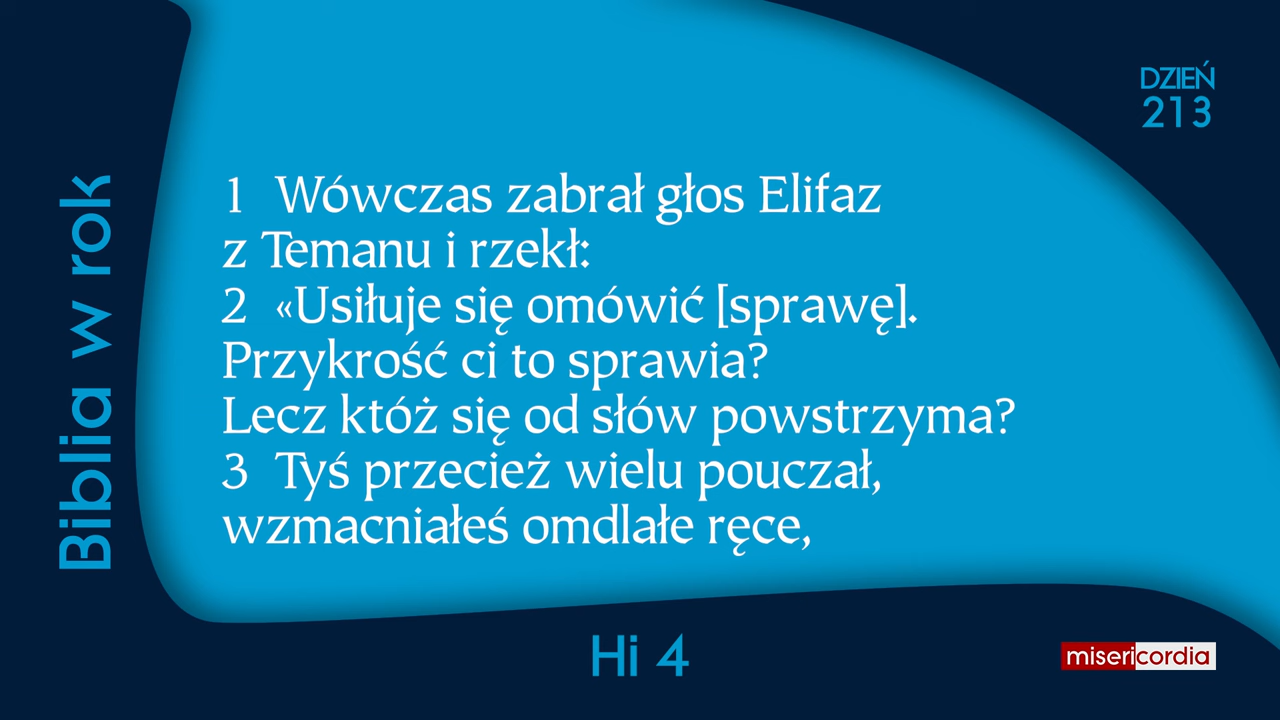 DZIEŃ
213
Biblia w rok
1 Wówczas zabrał głos Elifaz
z Temanu i rzekł:
2 «Usiłuje się omówić [sprawę].
Przykrość ci to sprawia?
Lecz któż się od słów powstrzyma?
3 Tyś przecież wielu pouczał,
wzmacniałeś omdlałe ręce,
Hi 4
misericordia